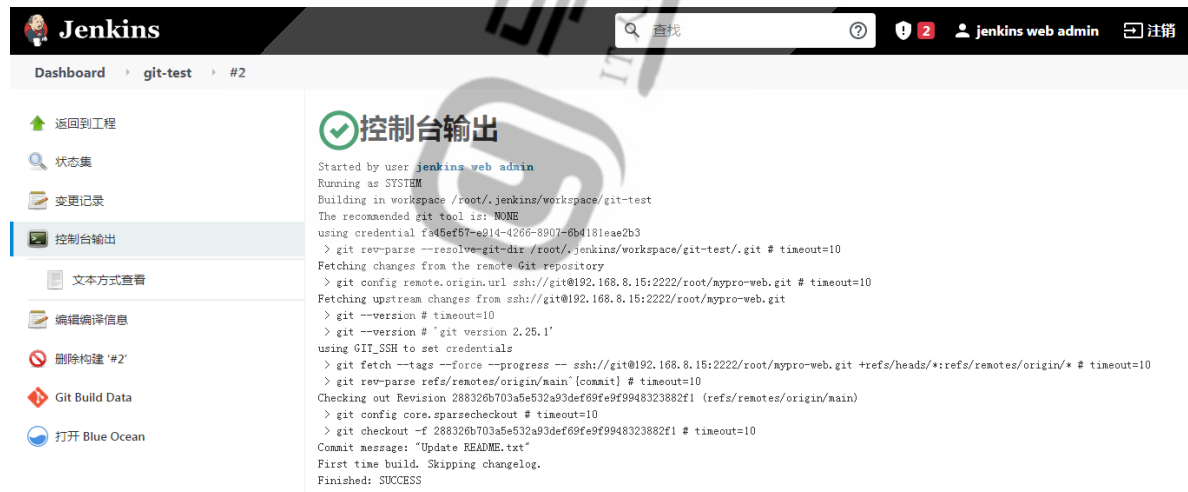 Jenkins
查找
2
jenkins web admin
注销
Dashboard
git-test
#2
返回到工程
状态集
变更记录
控制台输出
文本方式查看
编辑编译信息
删除构建 '#2'
Git Build Data
打开 Blue Ocean
控制台输出
Started by user jenkins web admin
Running as SYSTEM
Building in workspace /root/.jenkins/workspace/git-test
The recommended git tool is: NONE
using credential fa45ef57-e914-4266-8907-6b4181eae2b3
> git rev-parse --resolve-git-dir /root/.jenkins/workspace/git-test/.git # timeout=10
Fetching changes from the remote Git repository
> git config remote.origin.url ssh://git@192.168.8.15:2222/root/mypro-web.git # timeout=10
Fetching upstream changes from ssh://git@192.168.8.15:2222/root/mypro-web.git
> git --version # timeout=10
> git --version # 'git version 2.25.1'
using GIT_SSH to set credentials
> git fetch --tags --force --progress -- ssh://git@192.168.8.15:2222/root/mypro-web.git +refs/heads/*:refs/remotes/origin/* # timeout=10
> git rev-parse refs/remotes/origin/main^{commit} # timeout=10
Checking out Revision 288326b703a5e532a93def69fe9f9948323882f1 (refs/remotes/origin/main)
> git config core.sparsecheckout # timeout=10
> git checkout -f 288326b703a5e532a93def69fe9f9948323882f1 # timeout=10
Commit message: "Update README.txt"
First time build. Skipping changelog.
Finished: SUCCESS